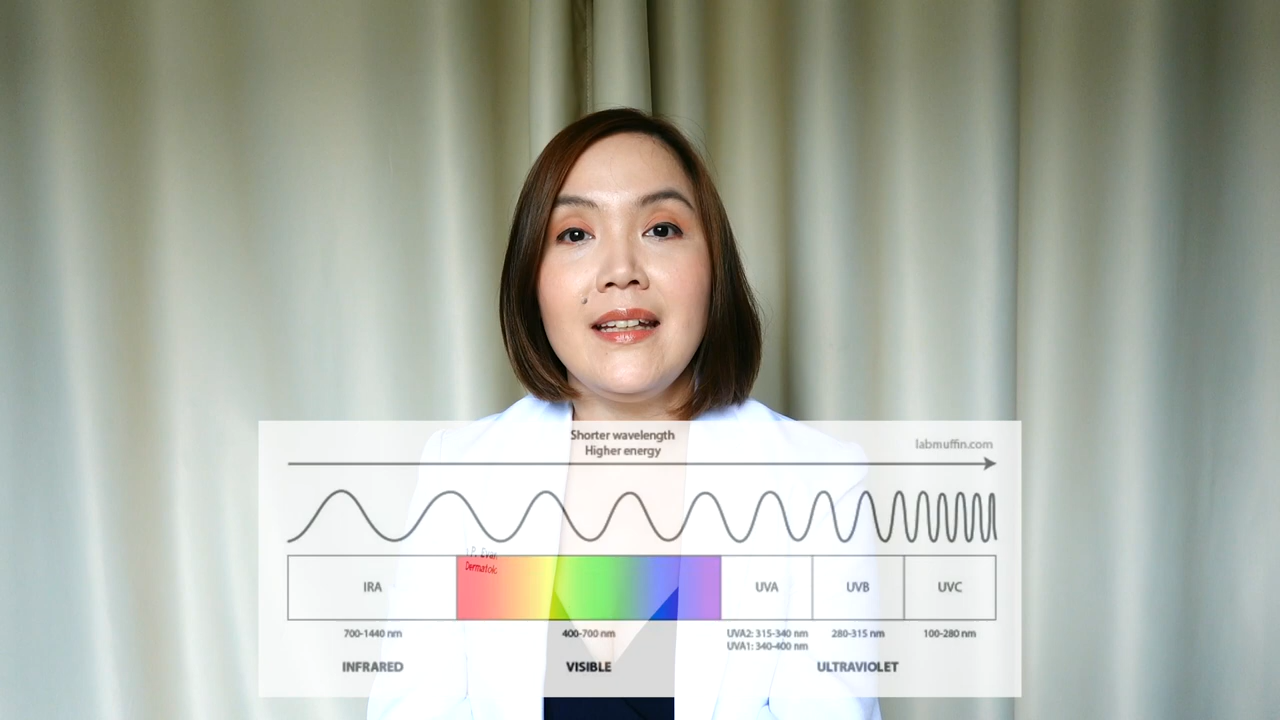 Shorter wavelength
Higher energy
labmuffin.com
IRA
UVA
UVB
UVC
700-1440 nm
400-700 nm
UVA2: 315-340 nm
UVA1: 340-400 nm
280-315 nm
100-280 nm
INFRARED
VISIBLE
ULTRAVIOLET